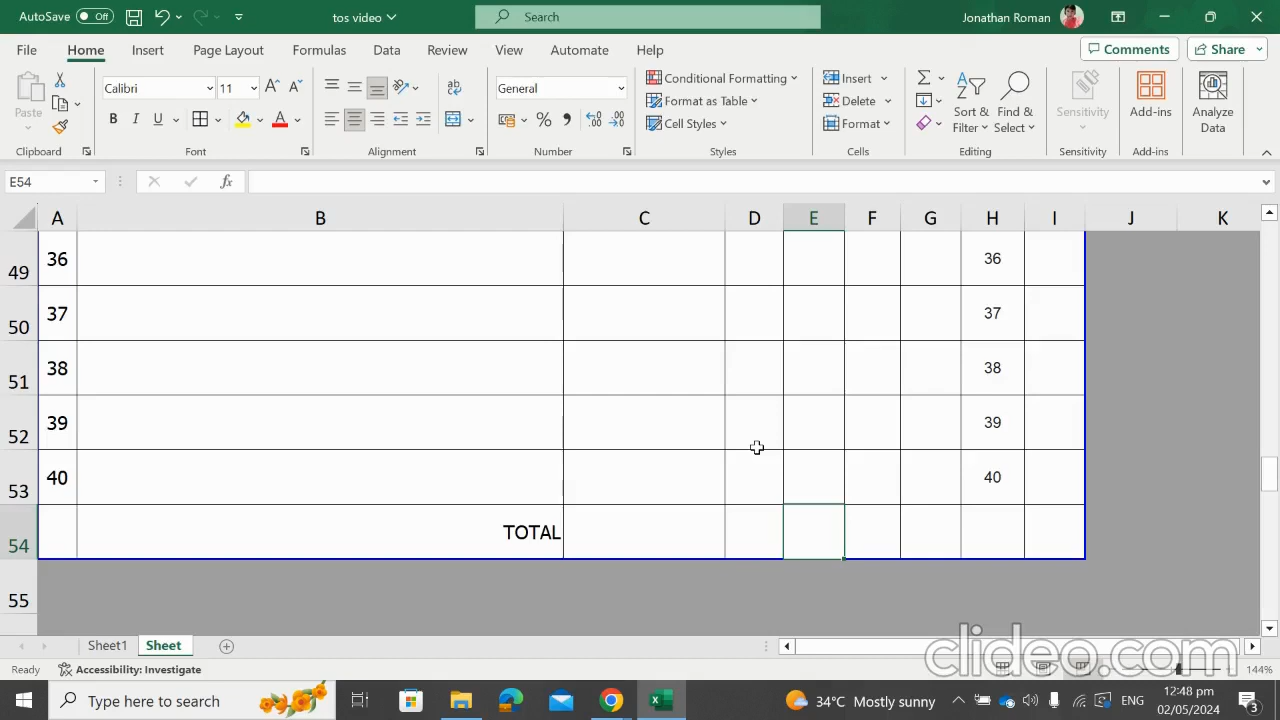 AutoSave Off tos video Search Jonathan Roman
File Home Insert Page Layout Formulas Data Review View Automate Help Comments Share
Calibri 11 General Conditional Formatting Insert
Format as Table Delete
Cell Styles Format
Paste Sort & Filter Find & Select Sensitivity Add-ins Analyze Data
Clipboard Font Alignment Number Styles Cells Editing Sensitivity Add-ins
E54 fx
A B C D E F G H I J K
49 36 36
50 37 37
51 38 38
52 39 39
53 40 40
54 TOTAL
55
Sheet1 Sheet
clideo.com
Ready Accessibility: Investigate 144%
Type here to search 34°C Mostly sunny ENG 12:48 pm
02/05/2024 3